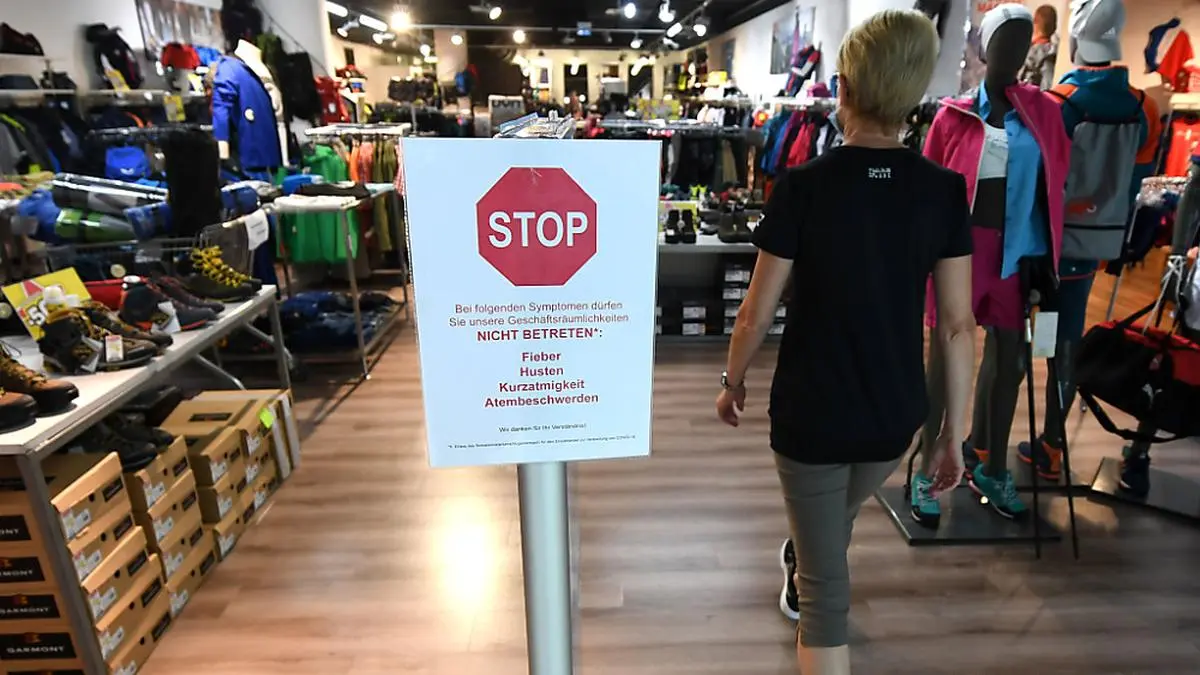 STOP
Bei folgenden Symptomen dürfen
Sie unsere Geschäftsräumlichkeiten
NICHT BETRETEN*:
Fieber
Husten
Kurzatmigkeit
Atembeschwerden
Wir danken für Ihr Verständnis!
GARMONT
GARMONT
GARMONT